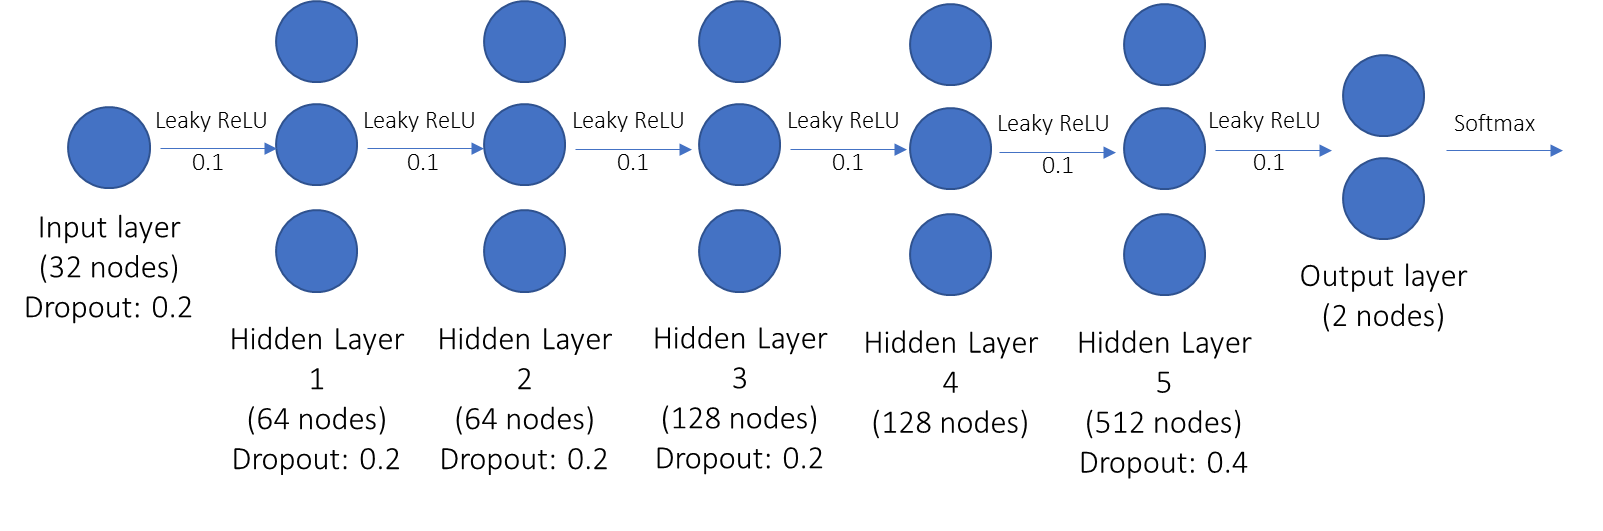 Leaky ReLU
0.1
Leaky ReLU
0.1
Leaky ReLU
0.1
Leaky ReLU
0.1
Leaky ReLU
0.1
Leaky ReLU
0.1
Softmax
Input layer
(32 nodes)
Dropout: 0.2
Hidden Layer
1
(64 nodes)
Dropout: 0.2
Hidden Layer
2
(64 nodes)
Dropout: 0.2
Hidden Layer
3
(128 nodes)
Dropout: 0.2
Hidden Layer
4
(128 nodes)
Hidden Layer
5
(512 nodes)
Dropout: 0.4
Output layer
(2 nodes)